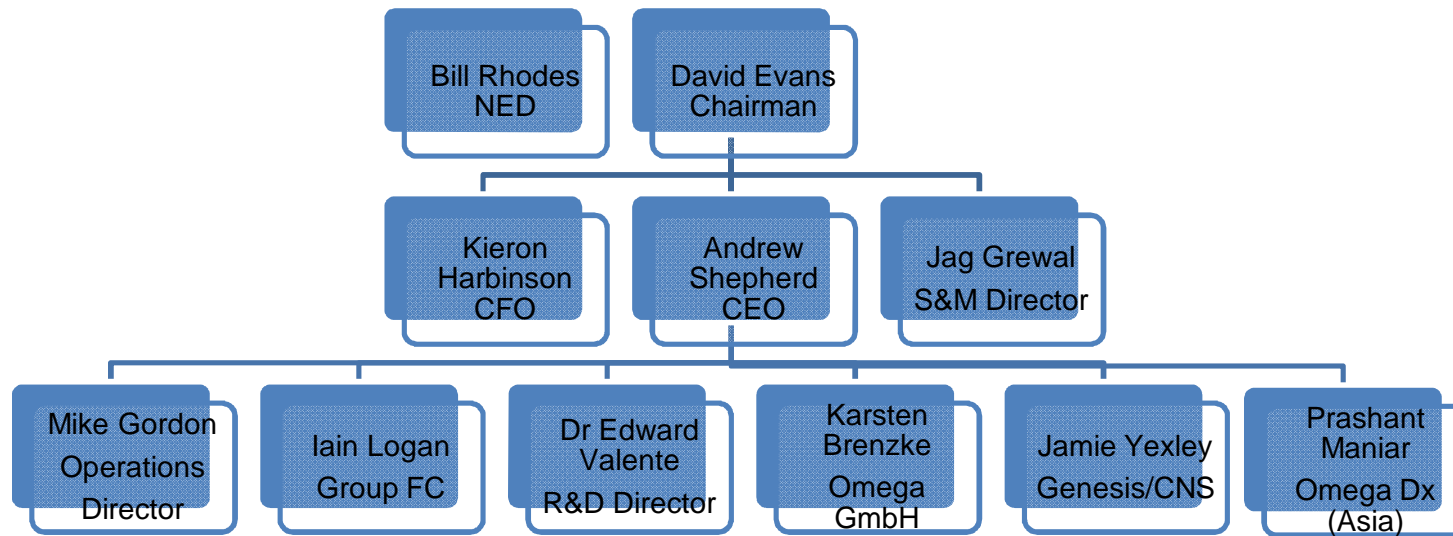 Bill Rhodes
NED
David Evans
Chairman
Kieron
Harbinson
CFO
Andrew
Shepherd
CEO
Jag Grewal
S&M Director
Mike Gordon
Operations
Director
Iain Logan
Group FC
Dr Edward
Valente
R&D Director
Karsten
Brenzke
Omega
GmbH
Jamie Yexley
Genesis/CNS
Prashant
Maniar
Omega Dx
(Asia)